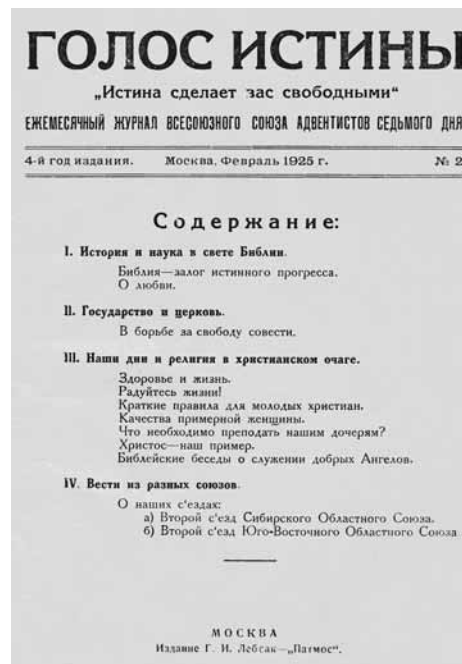 ГОЛОС ИСТИНЫ
„Истина сделает вас свободными“
ЕЖЕМЕСЯЧНЫЙ ЖУРНАЛ ВСЕСОЮЗНОГО СОЮЗА АДВЕНТИСТОВ СЕДЬМОГО ДНЯ
4-й год издания. Москва, Февраль 1925 г. № 2
Содержание:
I. История и наука в свете Библии.
Библия—залог истинного прогресса.
О любви.
II. Государство и церковь.
В борьбе за свободу совести.
III. Наши дни и религия в христианском очаге.
Здоровье и жизнь.
Радуйтесь жизни!
Краткие правила для молодых христиан.
Качества примерной женщины.
Что необходимо преподать нашим дочерям?
Христос—наш пример.
Библейские беседы о служении добрых Ангелов.
IV. Вести из разных союзов.
О наших с'ездах:
а) Второй с'езд Сибирского Областного Союза.
б) Второй с'езд Юго-Восточного Областного Союза
МОСКВА
Издание Г. И. Лебсак—„Патмос“.